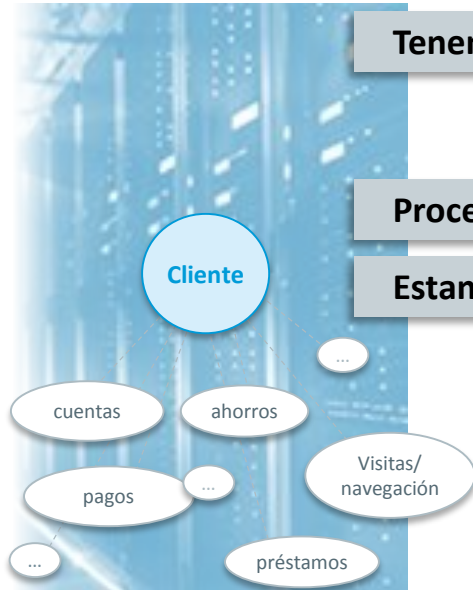 Tener
Proce
Estan
Cliente
...
cuentas
ahorros
Visitas/
navegación
...
pagos
...
préstamos